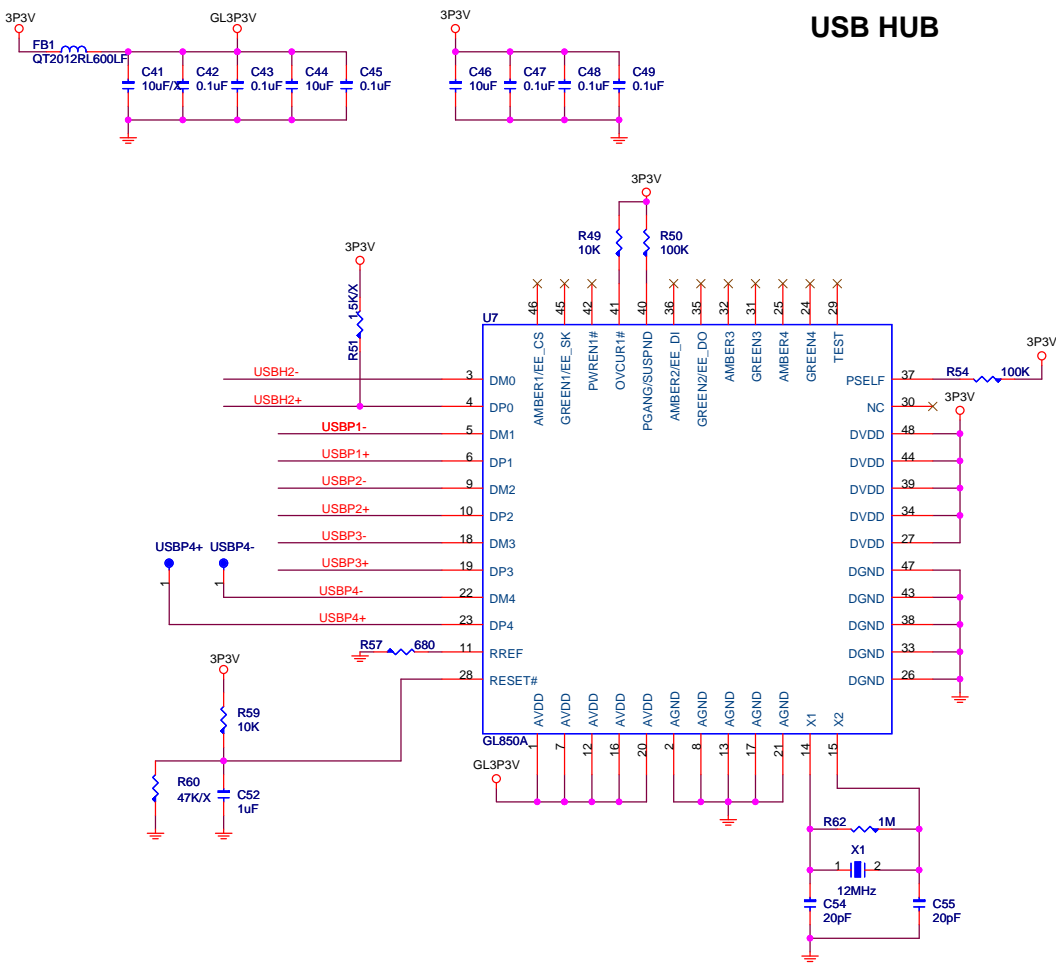 USB HUB
3P3V
GL3P3V
3P3V
FB1
QT2012RL600LF
C41
10uF/X
C42
0.1uF
C43
0.1uF
C44
10uF
C45
0.1uF
C46
10uF
C47
0.1uF
C48
0.1uF
C49
0.1uF
3P3V
R49
10K
R50
100K
3P3V
1.5K/X
R51
46
45
42
41
40
36
35
32
31
25
24
29
U7
AMBER1/EE_CS
GREEN1/EE_SK
PWREN1#
OVCUR1#
PGANG/SUSPND
AMBER2/EE_DI
GREEN2/EE_DO
AMBER3
GREEN3
AMBER4
GREEN4
TEST
USBH2-
3
DM0
USBH2+
4
DP0
USBP1-
5
DM1
USBP1+
6
DP1
USBP2-
9
DM2
USBP2+
10
DP2
USBP3-
18
DM3
USBP3+
19
DP3
USBP4+
USBP4-
1
1
USBP4-
22
DM4
USBP4+
23
DP4
R57
680
11
RREF
28
RESET#
PSELF
37
R54
100K
3P3V
NC
30
3P3V
DVDD
48
DVDD
44
DVDD
39
DVDD
34
DVDD
27
DGND
47
DGND
43
DGND
38
DGND
33
DGND
26
3P3V
R59
10K
R60
47K/X
C52
1uF
AVDD
AVDD
AVDD
AVDD
AVDD
AGND
AGND
AGND
AGND
AGND
X1
X2
GL850A
1
7
12
16
20
2
8
13
17
21
14
15
GL3P3V
R62
1M
X1
1
2
12MHz
C54
20pF
C55
20pF